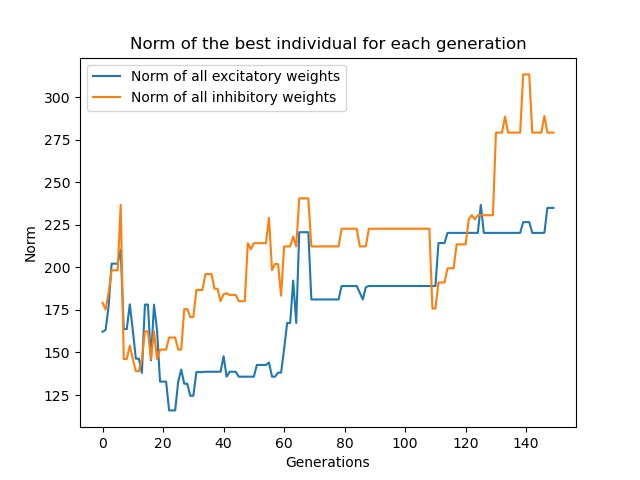 Norm of the best individual for each generation
Norm of all excitatory weights
Norm of all inhibitory weights
300
275
250
225
200
175
150
125
Norm
0 20 40 60 80 100 120 140
Generations